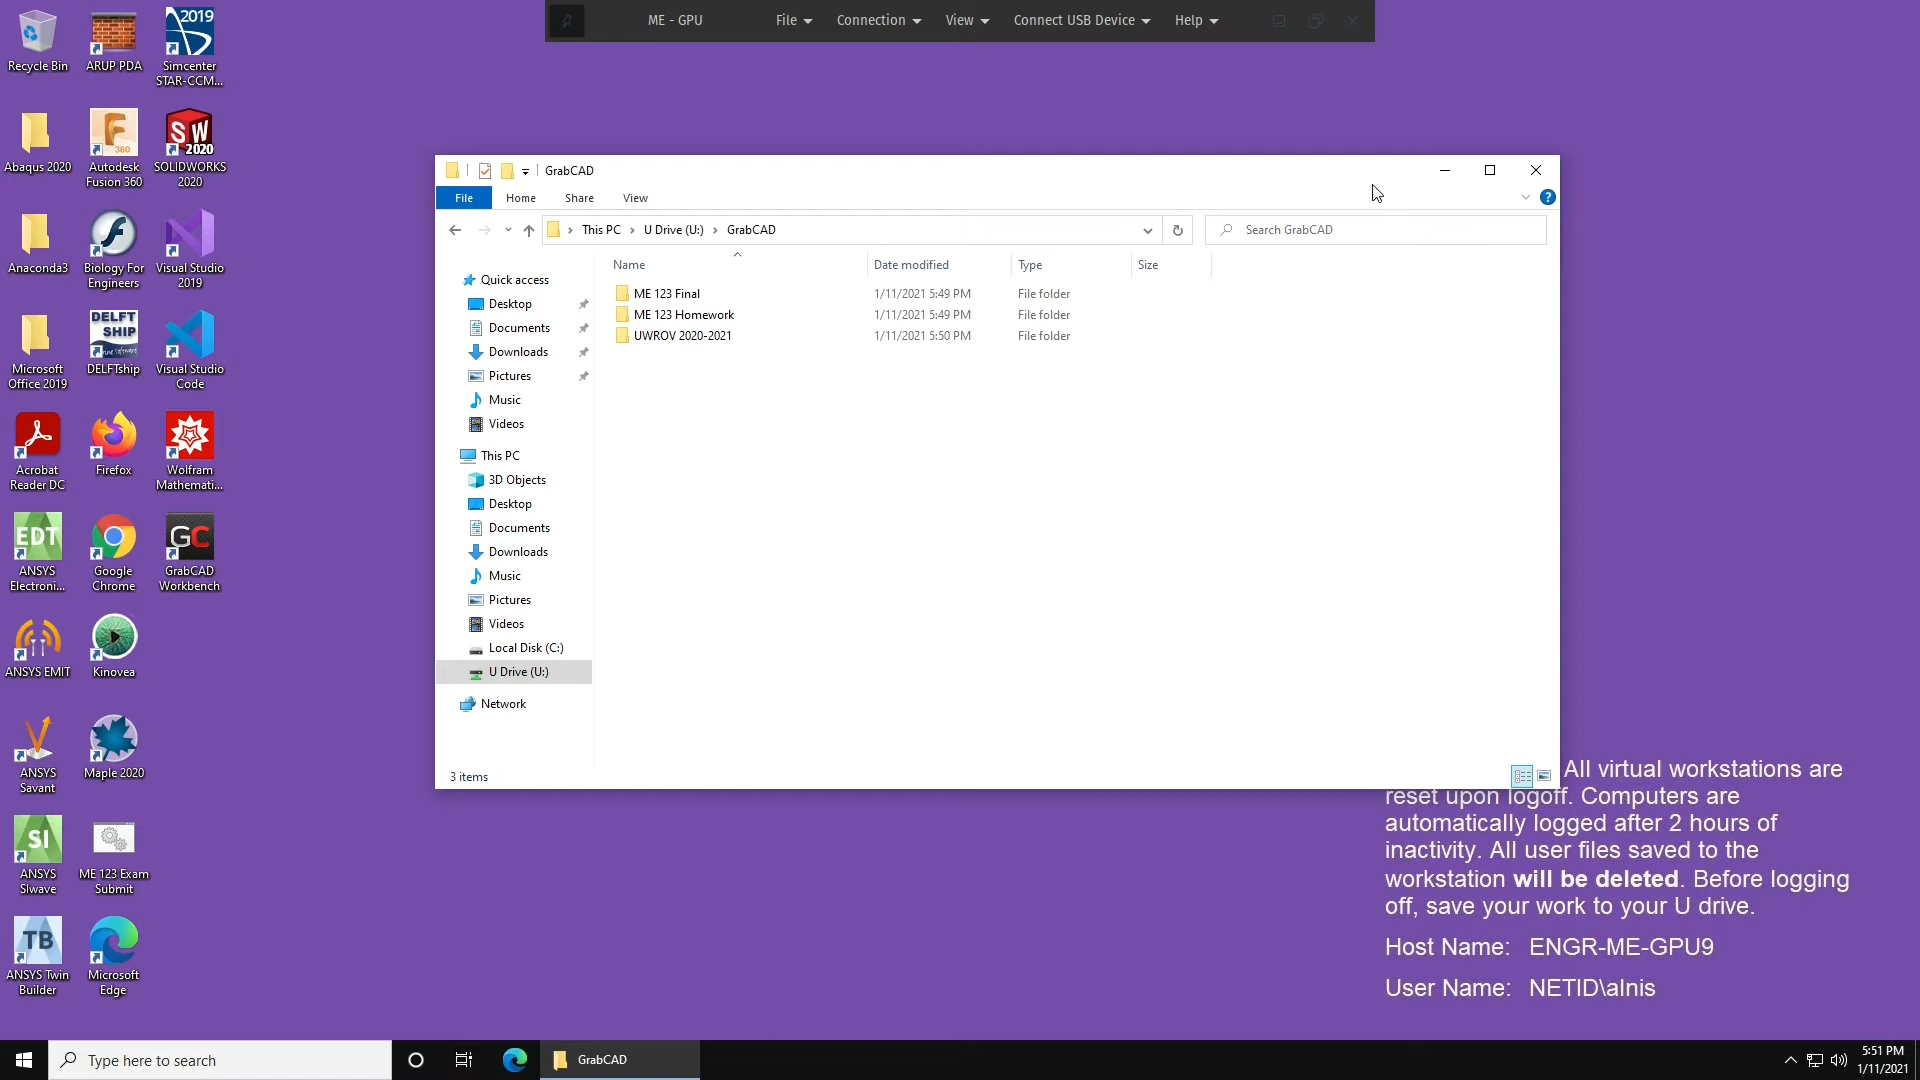 ME - GPU
File
Connection
View
Connect USB Device
Help
Recycle Bin
ARUP PDA
2019
Simcenter
STAR-CCM...
Abaqus 2020
F
360
Autodesk
Fusion 360
SW
2020
SOLIDWORKS
2020
Anaconda3
Biology For
Engineers
Visual Studio
2019
Microsoft
Office 2019
DELFT
SHIP
DELFTship
Visual Studio
Code
Acrobat
Reader DC
Firefox
Wolfram
Mathemati...
EDT
ANSYS
Electroni...
Google
Chrome
GC
GrabCAD
Workbench
ANSYS EMIT
Kinovea
ANSYS
Savant
Maple 2020
SI
ANSYS
SIwave
ME 123 Exam
Submit
TB
ANSYS Twin
Builder
Microsoft
Edge
GrabCAD
File
Home
Share
View
?
This PC
U Drive (U:)
GrabCAD
Search GrabCAD
Name
Date modified
Type
Size
ME 123 Final
1/11/2021 5:49 PM
File folder
ME 123 Homework
1/11/2021 5:49 PM
File folder
UWROV 2020-2021
1/11/2021 5:50 PM
File folder
Quick access
Desktop
Documents
Downloads
Pictures
Music
Videos
This PC
3D Objects
Desktop
Documents
Downloads
Music
Pictures
Videos
Local Disk (C:)
U Drive (U:)
Network
3 items
All virtual workstations are
reset upon logoff. Computers are
automatically logged after 2 hours of
inactivity. All user files saved to the
workstation will be deleted. Before logging
off, save your work to your U drive.
Host Name: ENGR-ME-GPU9
User Name: NETID\alnis
Type here to search
GrabCAD
5:51 PM
1/11/2021